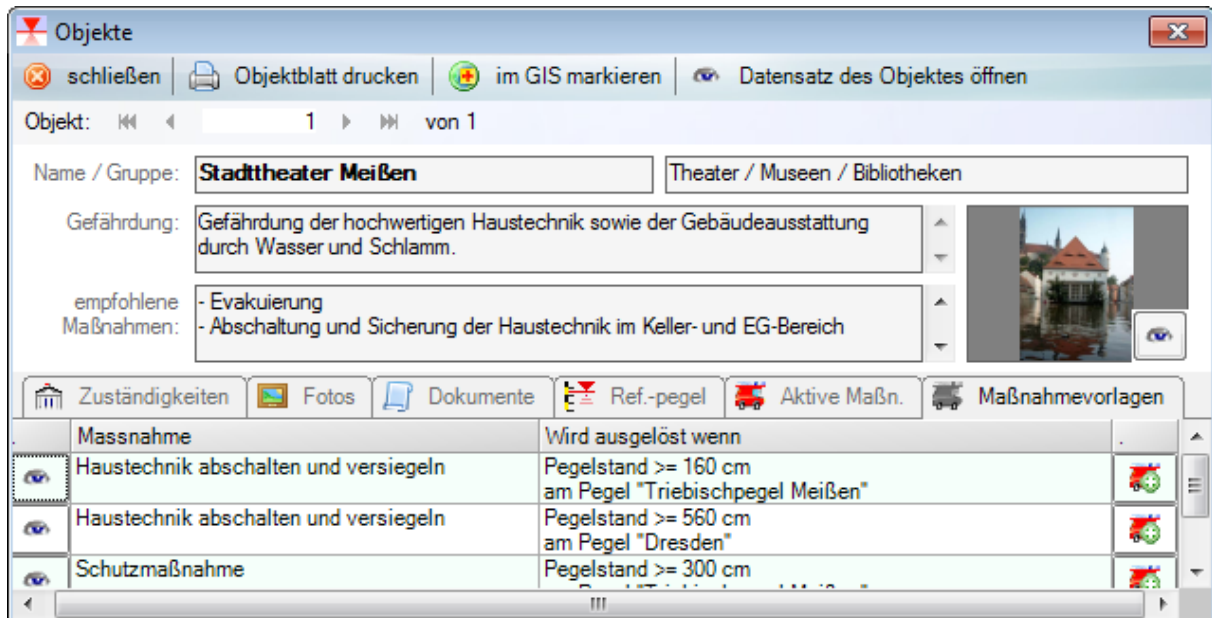 Objekte
schließen Objektblatt drucken im GIS markieren Datensatz des Objektes öffnen
Objekt: 1 von 1
Name / Gruppe: Stadttheater Meißen Theater / Museen / Bibliotheken
Gefährdung: Gefährdung der hochwertigen Haustechnik sowie der Gebäudeausstattung
durch Wasser und Schlamm.
empfohlene - Evakuierung
Maßnahmen: - Abschaltung und Sicherung der Haustechnik im Keller- und EG-Bereich
Zuständigkeiten Fotos Dokumente Ref.-pegel Aktive Maßn. Maßnahmevorlagen
. Massnahme Wird ausgelöst wenn .
Haustechnik abschalten und versiegeln Pegelstand >= 160 cm
am Pegel "Triebischpegel Meißen"
Haustechnik abschalten und versiegeln Pegelstand >= 560 cm
am Pegel "Dresden"
Schutzmaßnahme Pegelstand >= 300 cm